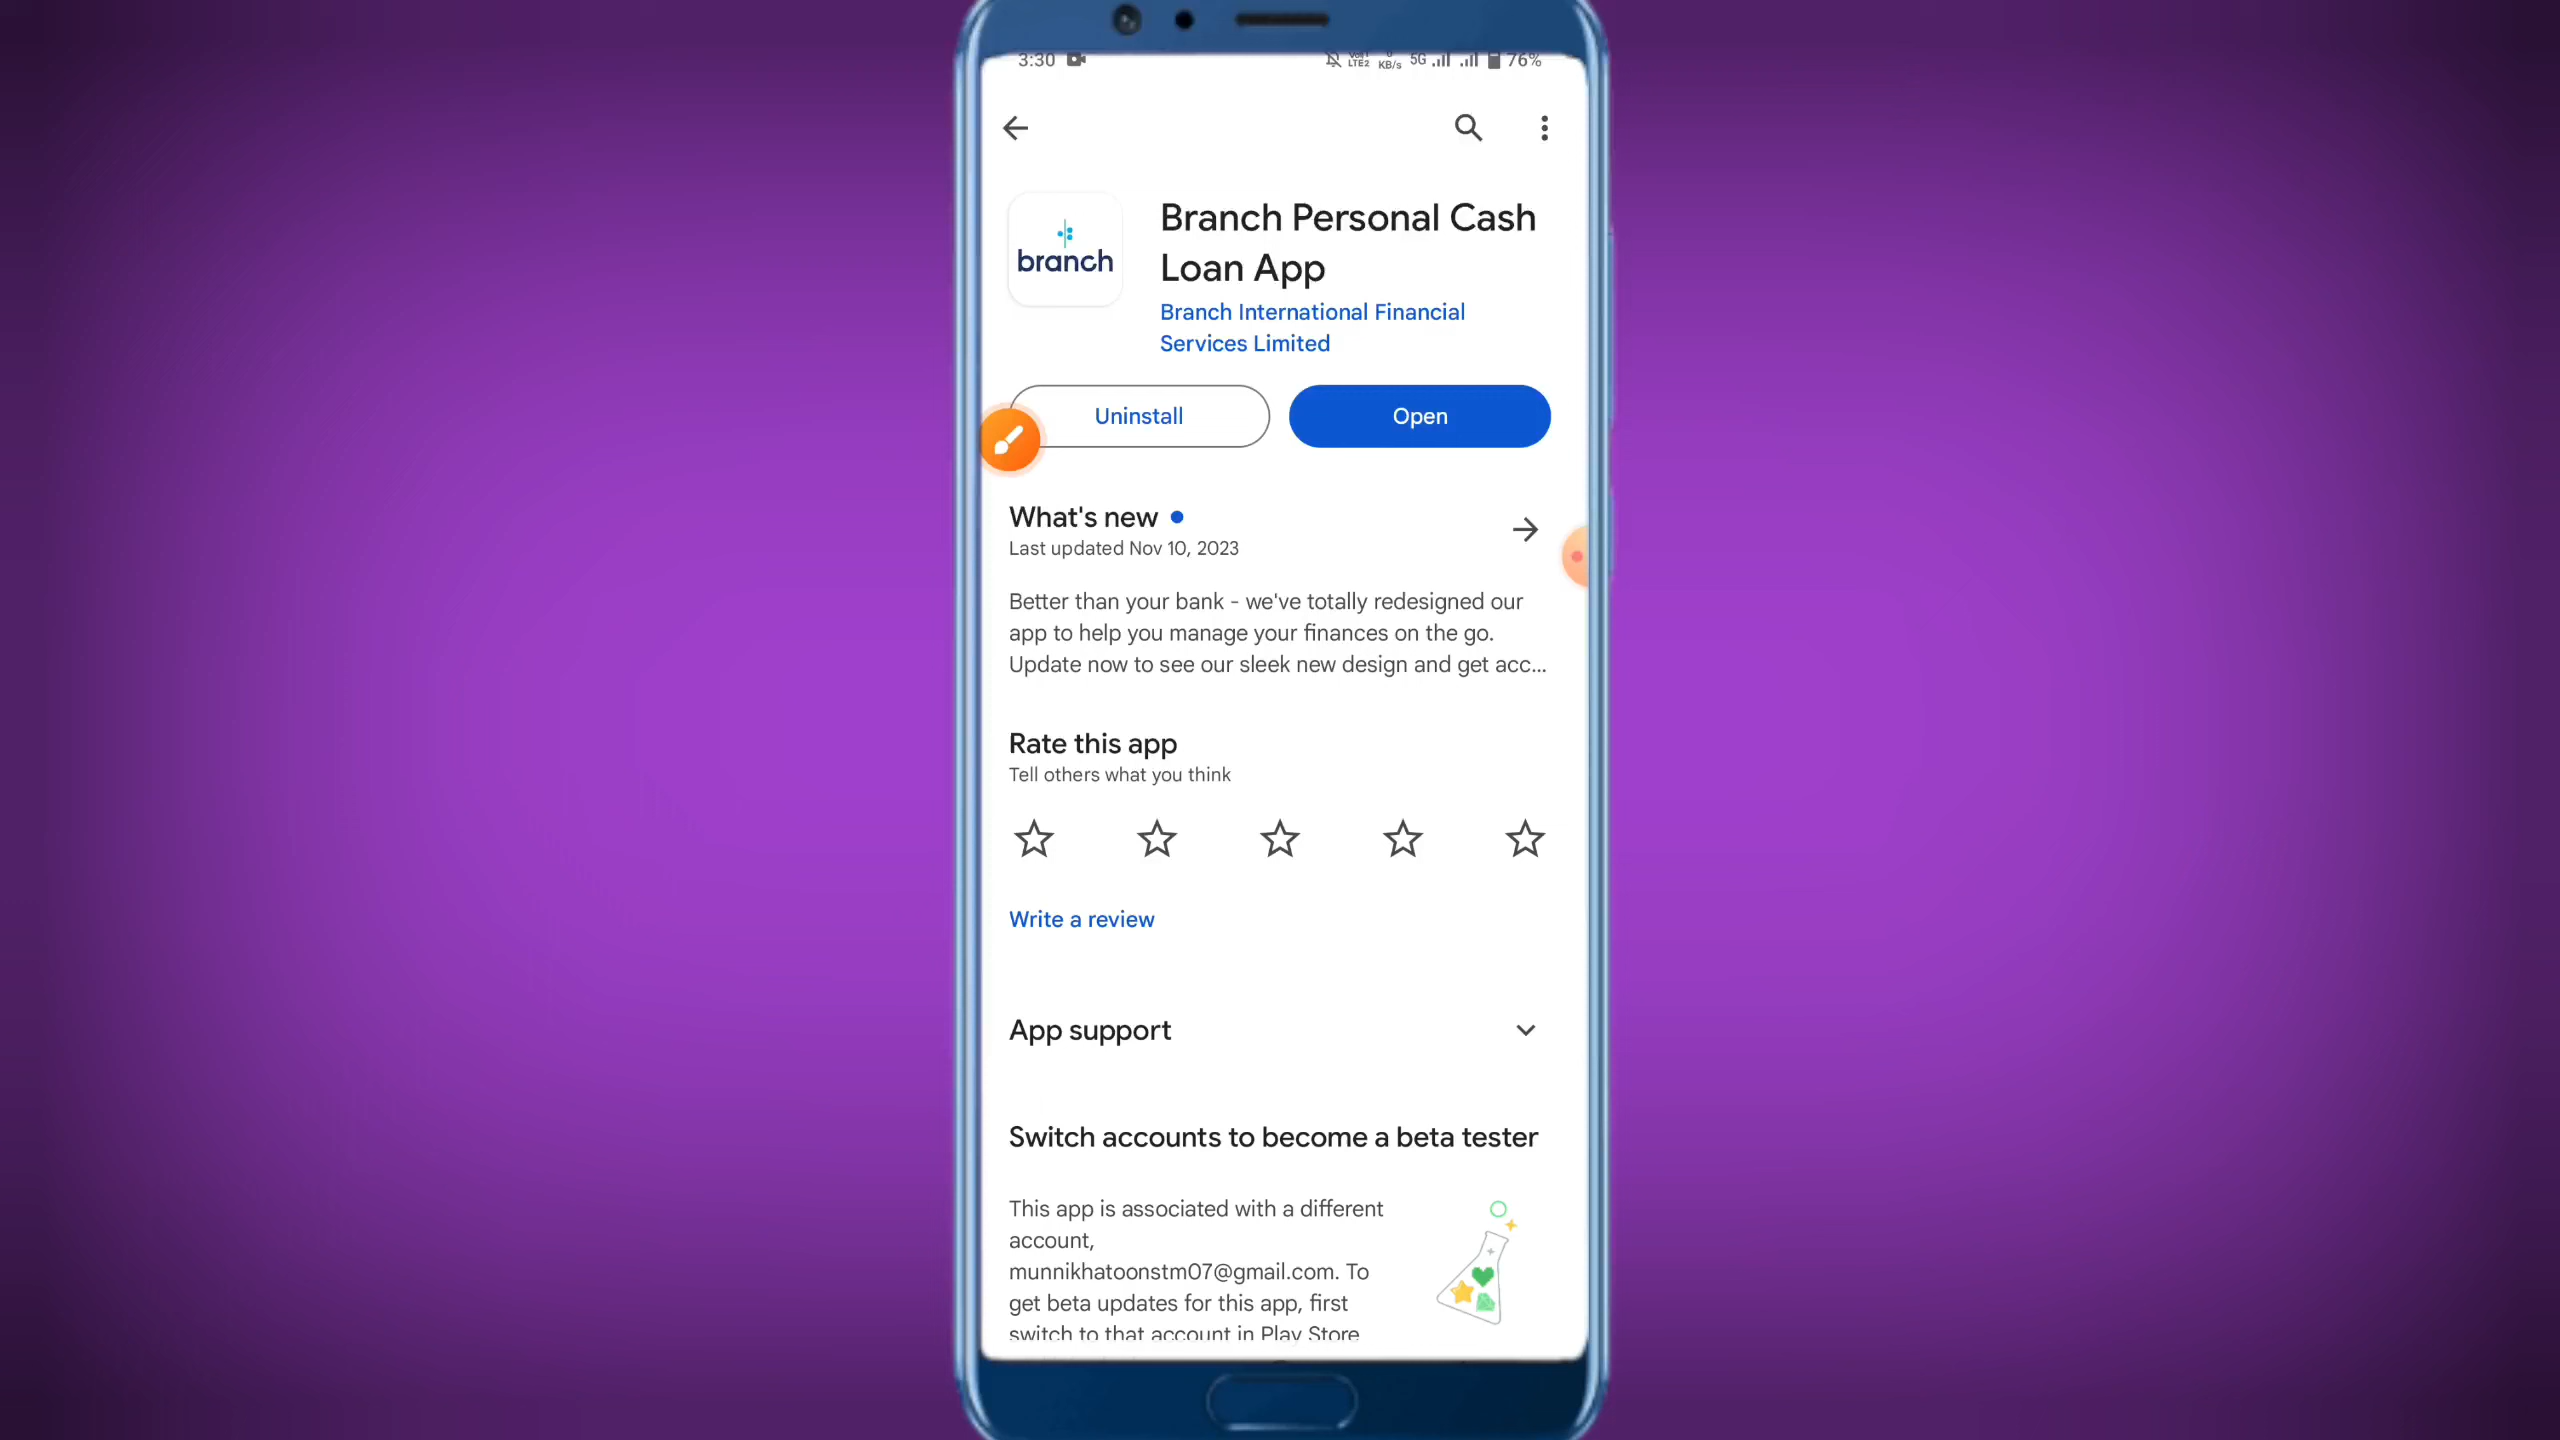 3:30
LTE2 KB/s 5G 76%
branch
Branch Personal Cash
Loan App
Branch International Financial
Services Limited
Uninstall
Open
What's new
Last updated Nov 10, 2023
Better than your bank - we've totally redesigned our
app to help you manage your finances on the go.
Update now to see our sleek new design and get acc...
Rate this app
Tell others what you think
Write a review
App support
Switch accounts to become a beta tester
This app is associated with a different
account,
munnikhatoonstm07@gmail.com. To
get beta updates for this app, first
switch to that account in Play Store